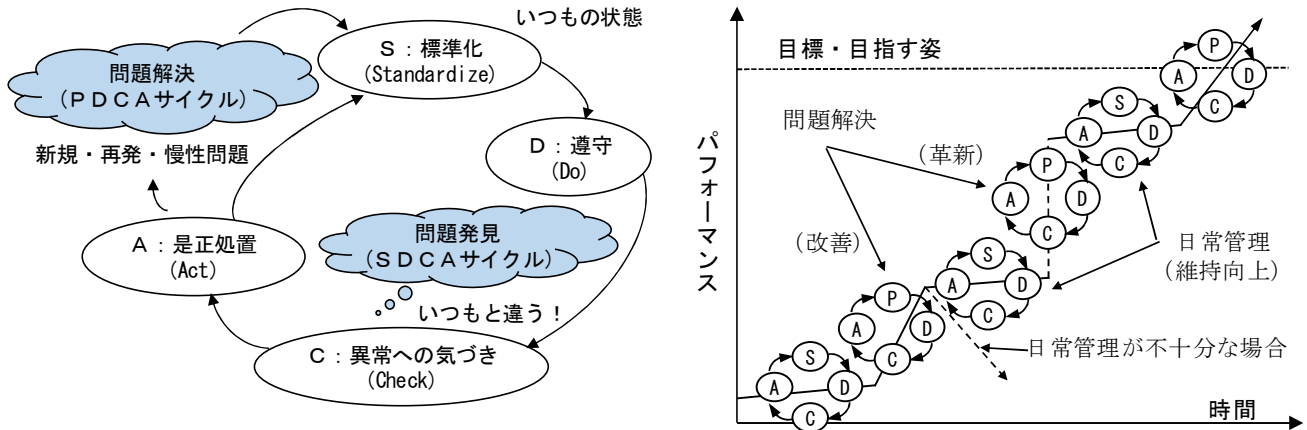 いつもの状態
S：標準化
(Standardize)
問題解決
(PDCAサイクル)
新規・再発・慢性問題
D：遵守
(Do)
A：是正処置
(Act)
問題発見
(SDCAサイクル)
いつもと違う！
C：異常への気づき
(Check)
目標・目指す姿
パフォーマンス
問題解決
(革新)
(改善)
日常管理
(維持向上)
日常管理が不十分な場合
時間
A
S
D
C
A
P
D
C
A
S
D
C
A
P
D
C
A
S
D
C
A
P
D
C